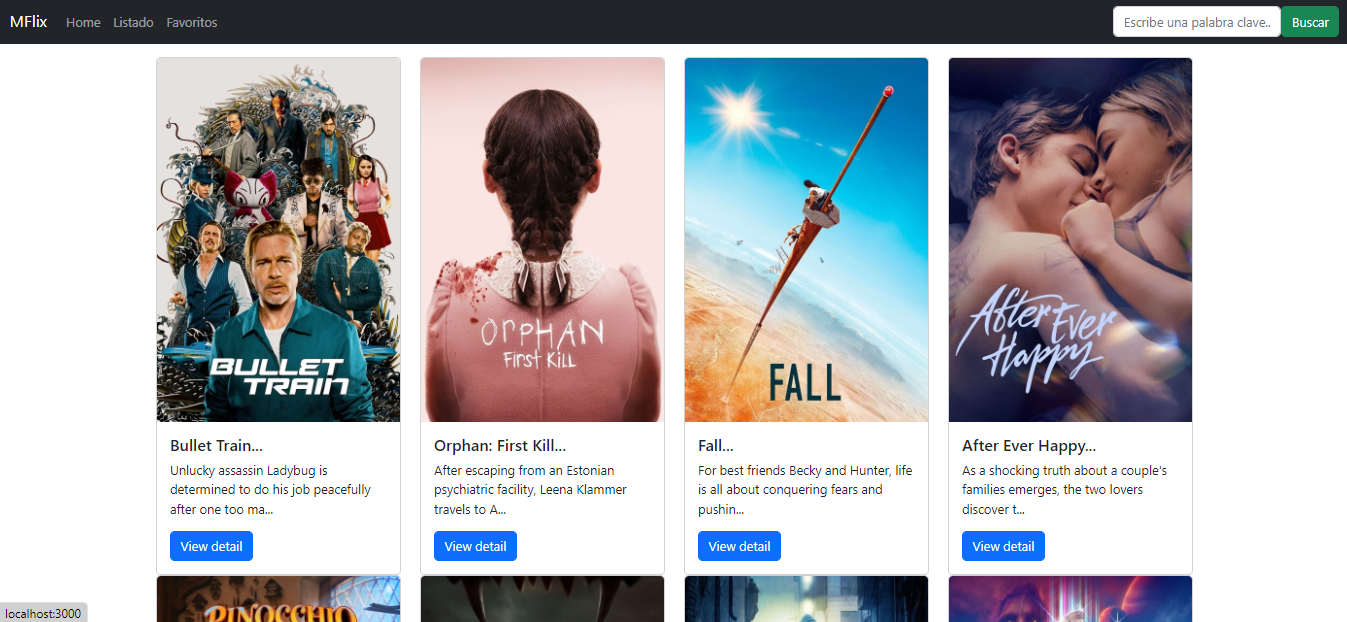 MFlix Home Listado Favoritos Escribe una palabra clave.. Buscar
BULLET
TRAIN
ORPHAN
First Kill
FALL
After Ever
Happy
Bullet Train...
Unlucky assassin Ladybug is
determined to do his job peacefully
after one too ma...
View detail
Orphan: First Kill...
After escaping from an Estonian
psychiatric facility, Leena Klammer
travels to A...
View detail
Fall...
For best friends Becky and Hunter, life
is all about conquering fears and
pushin...
View detail
After Ever Happy...
As a shocking truth about a couple's
families emerges, the two lovers
discover t...
View detail
PINOCCHIO
localhost:3000